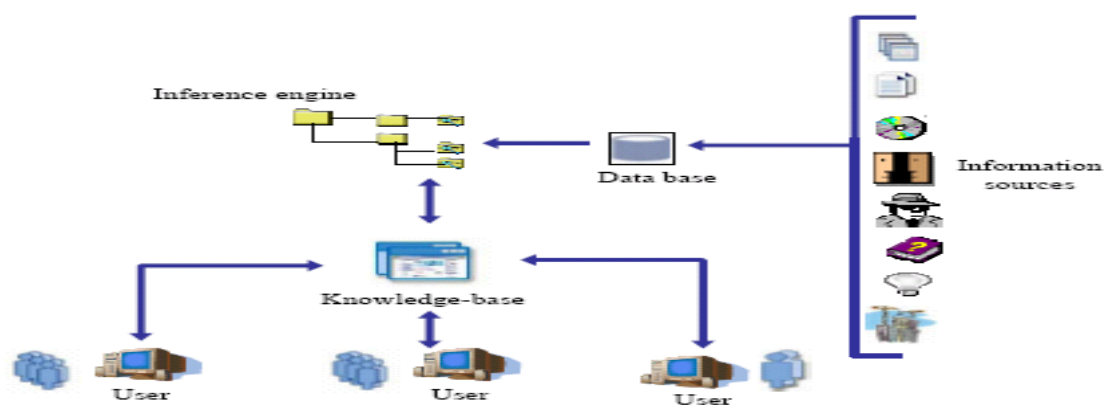 Inference engine
Data base
Information
sources
Knowledge-base
User
User
User